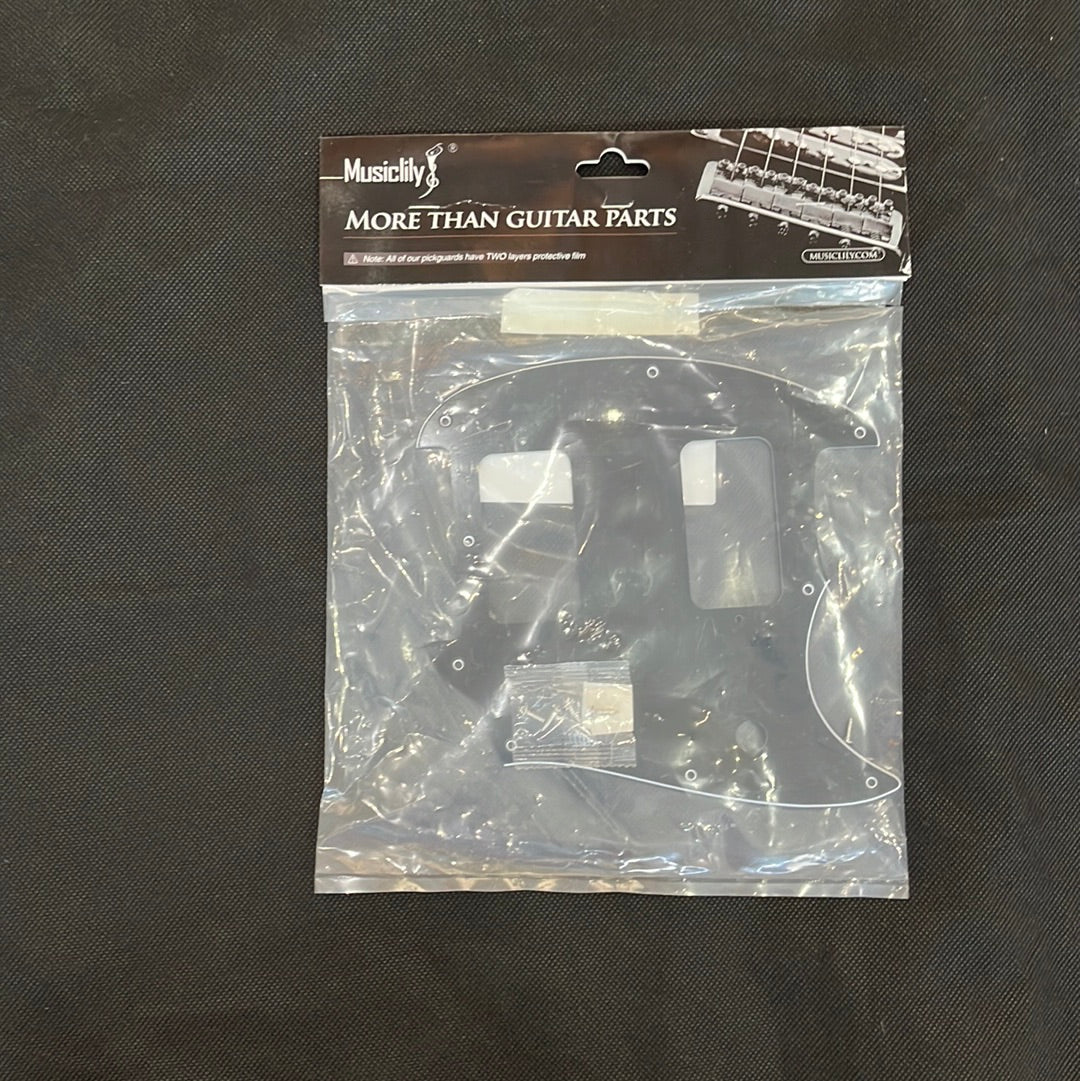 Musiclily ®
MORE THAN GUITAR PARTS
Note: All of our pickguards have TWO layers protective film
MUSICLILY.COM